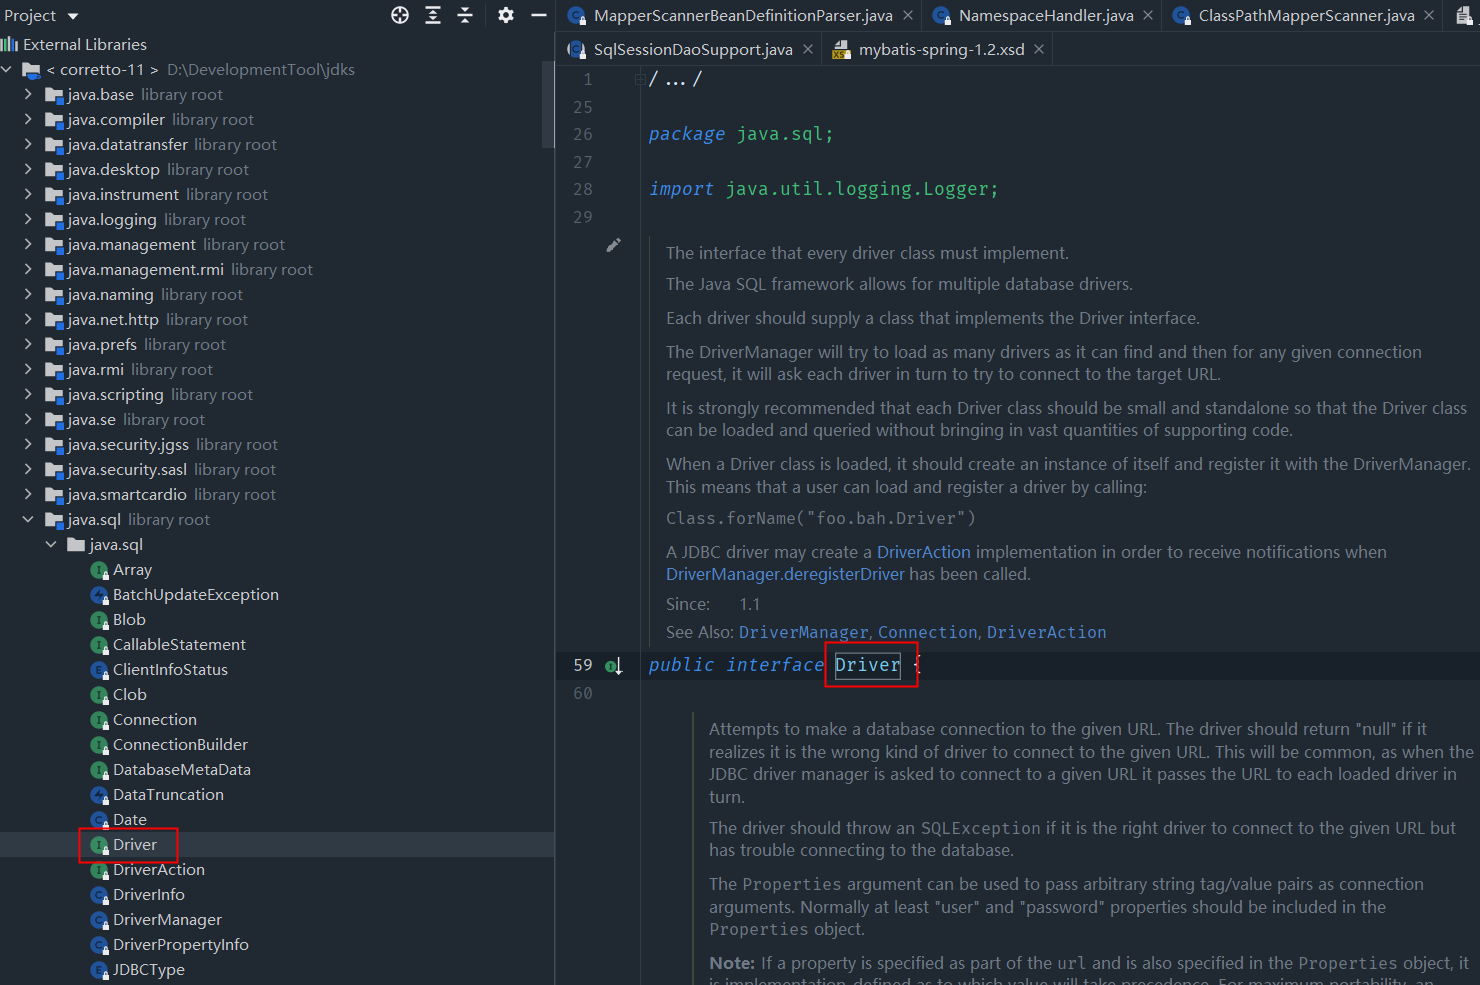 Project
External Libraries
< corretto-11 > D:\DevelopmentTool\jdks
java.base library root
java.compiler library root
java.datatransfer library root
java.desktop library root
java.instrument library root
java.logging library root
java.management library root
java.management.rmi library root
java.naming library root
java.net.http library root
java.prefs library root
java.rmi library root
java.scripting library root
java.se library root
java.security.jgss library root
java.security.sasl library root
java.smartcardio library root
java.sql library root
java.sql
Array
BatchUpdateException
Blob
CallableStatement
ClientInfoStatus
Clob
Connection
ConnectionBuilder
DatabaseMetaData
DataTruncation
Date
Driver
DriverAction
DriverInfo
DriverManager
DriverPropertyInfo
JDBCType
MapperScannerBeanDefinitionParser.java NamespaceHandler.java ClassPathMapperScanner.java
SqlSessionDaoSupport.java mybatis-spring-1.2.xsd
1 /.../
25
26 package java.sql;
27
28 import java.util.logging.Logger;
29
The interface that every driver class must implement.
The Java SQL framework allows for multiple database drivers.
Each driver should supply a class that implements the Driver interface.
The DriverManager will try to load as many drivers as it can find and then for any given connection
request, it will ask each driver in turn to try to connect to the target URL.
It is strongly recommended that each Driver class should be small and standalone so that the Driver class
can be loaded and queried without bringing in vast quantities of supporting code.
When a Driver class is loaded, it should create an instance of itself and register it with the DriverManager.
This means that a user can load and register a driver by calling:
Class.forName("foo.bah.Driver")
A JDBC driver may create a DriverAction implementation in order to receive notifications when
DriverManager.deregisterDriver has been called.
Since: 1.1
See Also: DriverManager, Connection, DriverAction
59 public interface Driver {
60
Attempts to make a database connection to the given URL. The driver should return "null" if it
realizes it is the wrong kind of driver to connect to the given URL. This will be common, as when the
JDBC driver manager is asked to connect to a given URL it passes the URL to each loaded driver in
turn.
The driver should throw an SQLException if it is the right driver to connect to the given URL but
has trouble connecting to the database.
The Properties argument can be used to pass arbitrary string tag/value pairs as connection
arguments. Normally at least "user" and "password" properties should be included in the
Properties object.
Note: If a property is specified as part of the url and is also specified in the Properties object, it
is implementation-defined as to which value will take precedence. For maximum portability, an